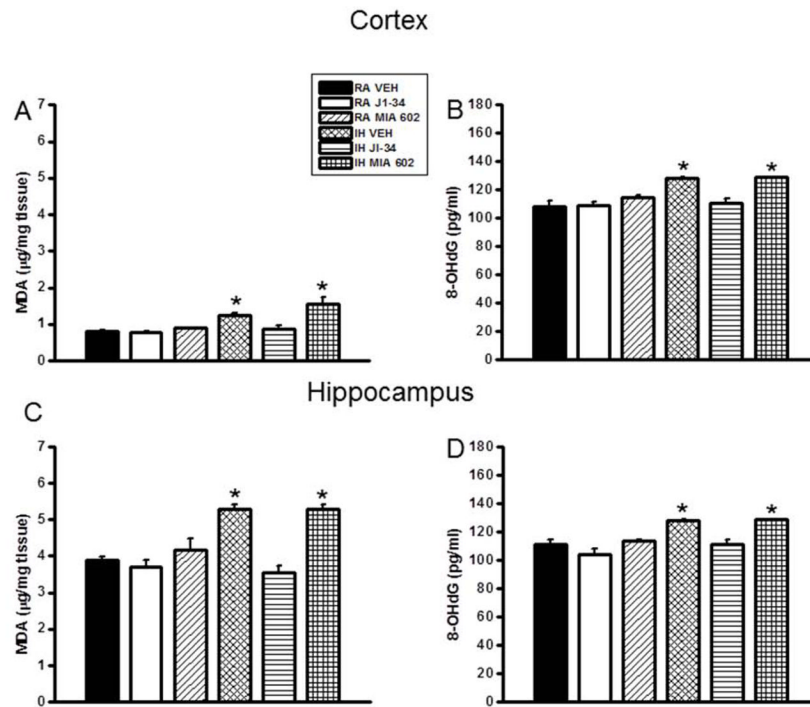 Cortex
A
MDA (µg/mg tissue)
7
6
5
4
3
2
1
0
*
*
RA VEH
RA J1-34
RA MIA 602
IH VEH
IH JI-34
IH MIA 602
B
8-OHdG (pg/ml)
180
160
140
120
100
80
60
40
20
0
*
*
Hippocampus
C
MDA (µg/mg tissue)
7
6
5
4
3
2
1
0
*
*
D
8-OHdG (pg/ml)
180
160
140
120
100
80
60
40
20
0
*
*